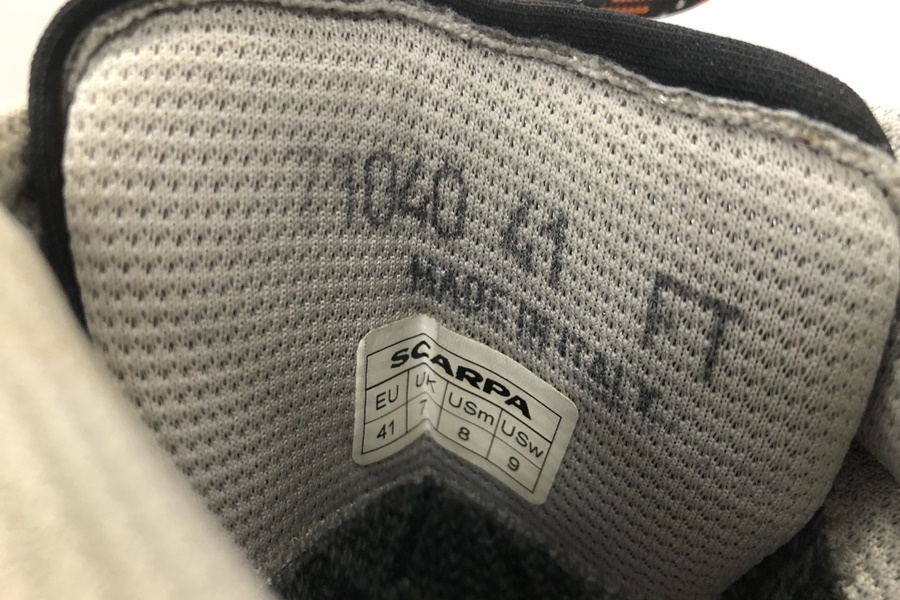 71040 41
FT
MADE IN ITALY
SCARPA
EU UK USm USw
41 7 8 9